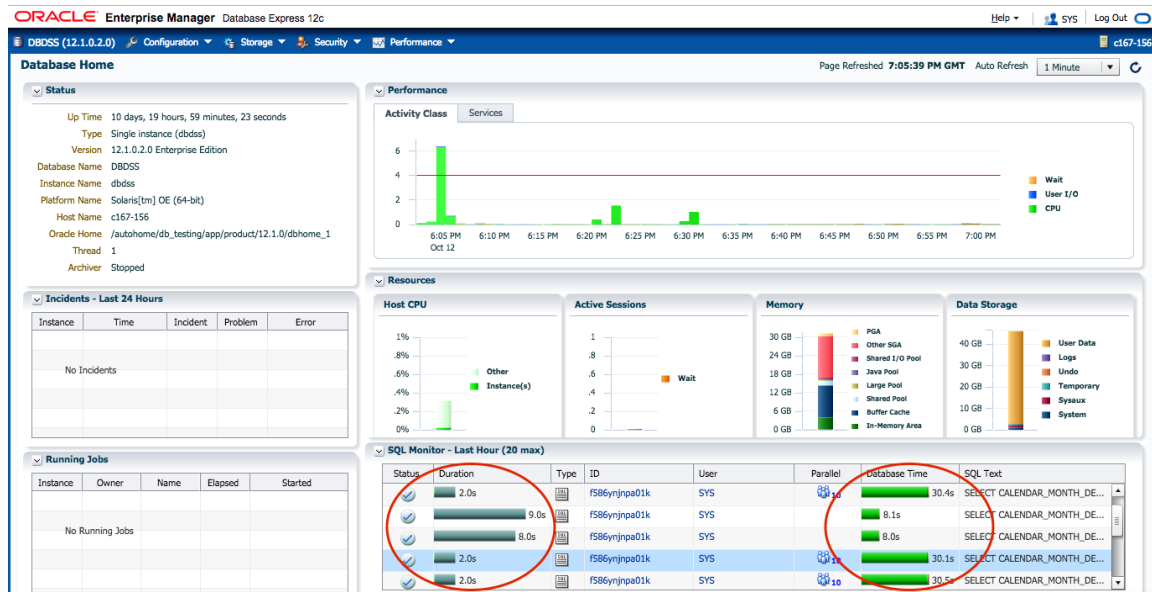 ORACLE Enterprise Manager Database Express 12c
Help SYS Log Out
DBDSS (12.1.0.2.0) Configuration Storage Security Performance c167-156
Database Home
Page Refreshed 7:05:39 PM GMT Auto Refresh 1 Minute
Status
Up Time 10 days, 19 hours, 59 minutes, 23 seconds
Type Single instance (dbdss)
Version 12.1.0.2.0 Enterprise Edition
Database Name DBDSS
Instance Name dbdss
Platform Name Solaris[tm] OE (64-bit)
Host Name c167-156
Oracle Home /autohome/db_testing/app/product/12.1.0/dbhome_1
Thread 1
Archiver Stopped
Performance
Activity Class Services
6
4
2
0
6:05 PM 6:10 PM 6:15 PM 6:20 PM 6:25 PM 6:30 PM 6:35 PM 6:40 PM 6:45 PM 6:50 PM 6:55 PM 7:00 PM
Oct 12
Wait
User I/O
CPU
Incidents - Last 24 Hours
Instance Time Incident Problem Error
No Incidents
Resources
Host CPU
1%
.8%
.6%
.4%
.2%
0%
Other
Instance(s)
Active Sessions
1
.8
.6
.4
.2
0
Wait
Memory
30 GB
24 GB
18 GB
12 GB
6 GB
0 GB
PGA
Other SGA
Shared I/O Pool
Java Pool
Large Pool
Shared Pool
Buffer Cache
In-Memory Area
Data Storage
40 GB
30 GB
20 GB
10 GB
0 GB
User Data
Logs
Undo
Temporary
Sysaux
System
Running Jobs
Instance Owner Name Elapsed Started
No Running Jobs
SQL Monitor - Last Hour (20 max)
Status Duration Type ID User Parallel Database Time SQL Text
2.0s SQL f586ynjnpa01k SYS 10 30.4s SELECT CALENDAR_MONTH_DE...
9.0s SQL f586ynjnpa01k SYS 8.1s SELECT CALENDAR_MONTH_DE...
8.0s SQL f586ynjnpa01k SYS 8.0s SELECT CALENDAR_MONTH_DE...
2.0s SQL f586ynjnpa01k SYS 10 30.1s SELECT CALENDAR_MONTH_DE...
2.0s SQL f586ynjnpa01k SYS 10 30.5s SELECT CALENDAR_MONTH_DE...